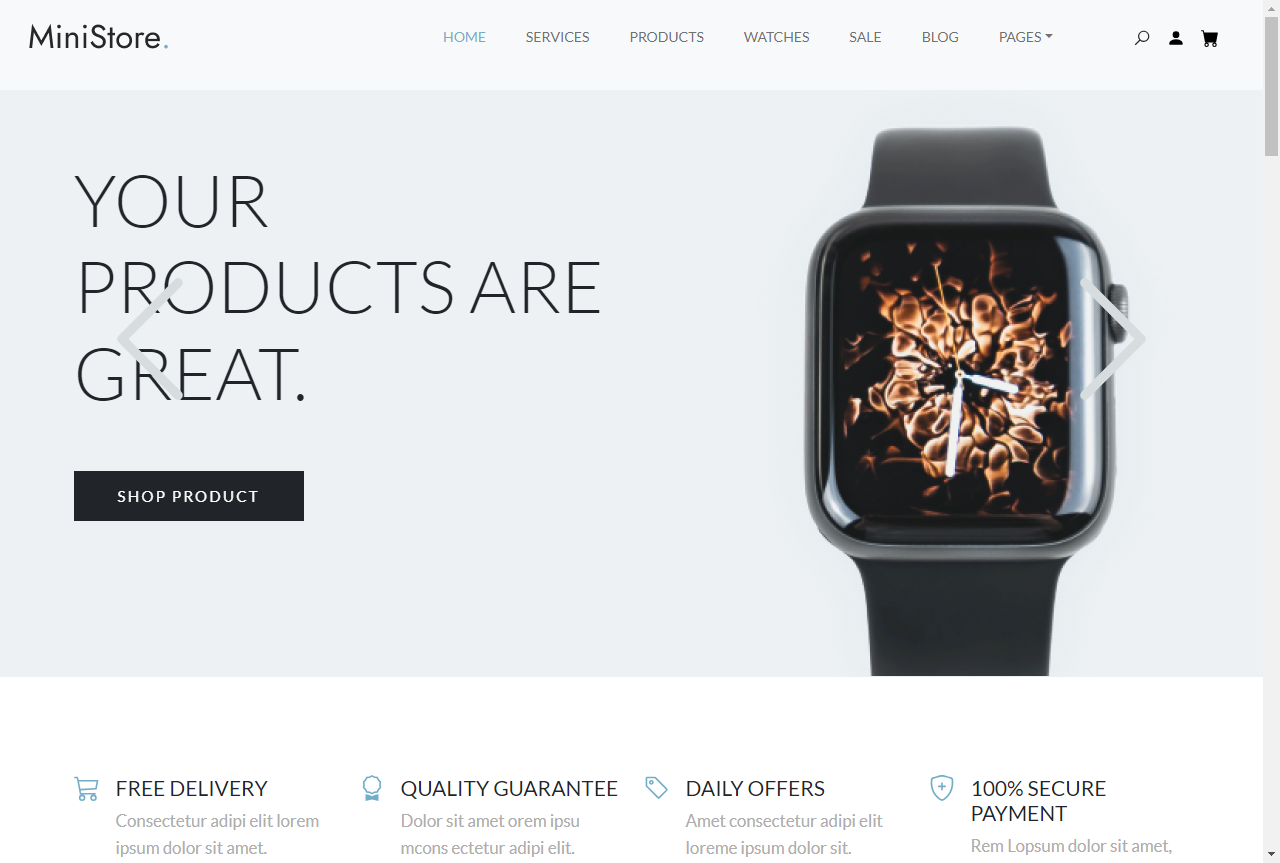 MiniStore.
HOME SERVICES PRODUCTS WATCHES SALE BLOG PAGES
YOUR
PRODUCTS ARE
GREAT.
SHOP PRODUCT
FREE DELIVERY
Consectetur adipi elit lorem
ipsum dolor sit amet.
QUALITY GUARANTEE
Dolor sit amet orem ipsu
mcons ectetur adipi elit.
DAILY OFFERS
Amet consectetur adipi elit
loreme ipsum dolor sit.
100% SECURE
PAYMENT
Rem Lopsum dolor sit amet,